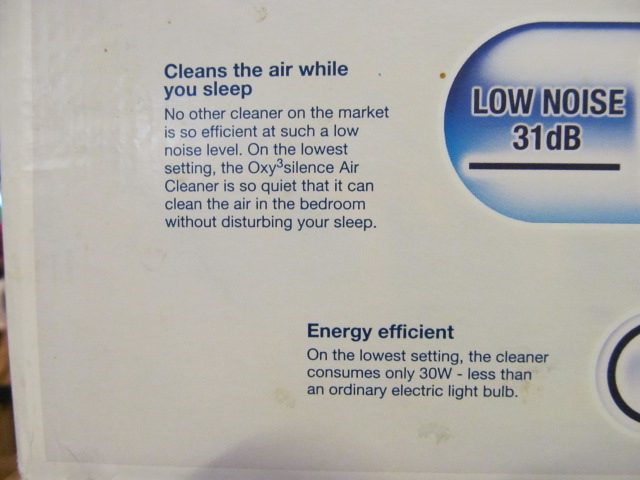 Cleans the air while
you sleep
No other cleaner on the market
is so efficient at such a low
noise level. On the lowest
setting, the Oxy³silence Air
Cleaner is so quiet that it can
clean the air in the bedroom
without disturbing your sleep.
LOW NOISE
31dB
Energy efficient
On the lowest setting, the cleaner
consumes only 30W - less than
an ordinary electric light bulb.